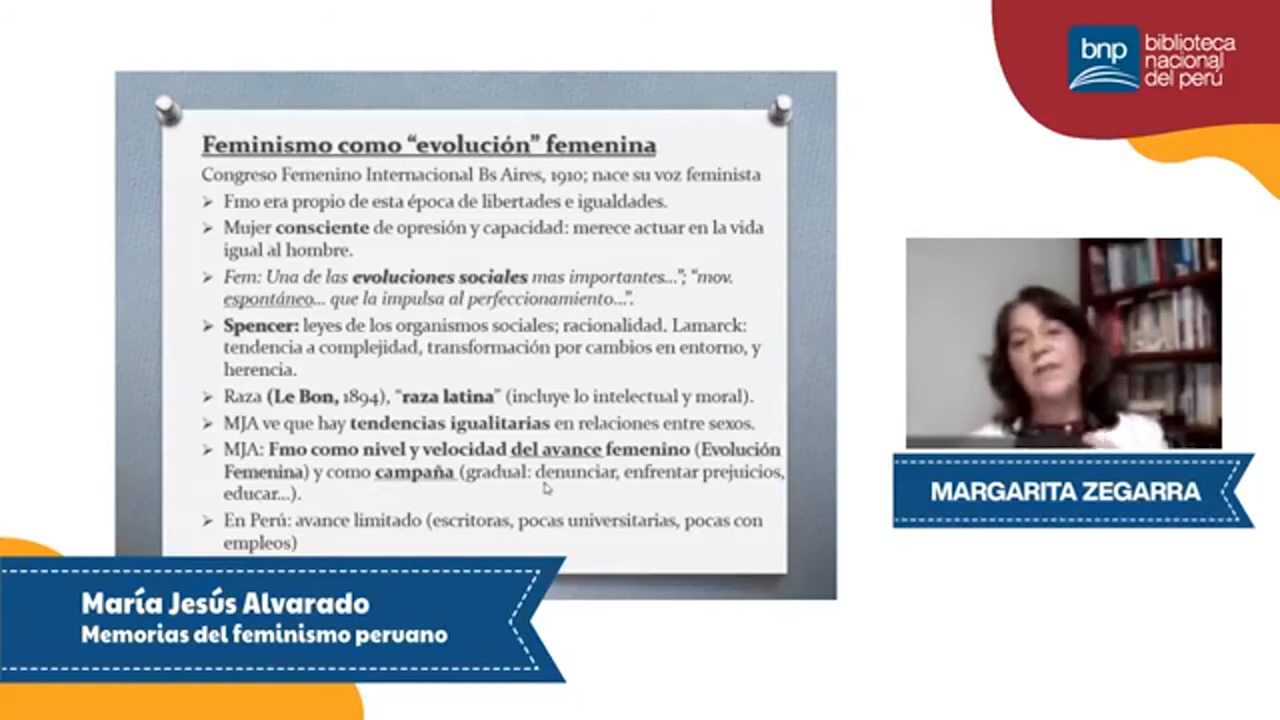 bnp
biblioteca
nacional
del perú
Feminismo como “evolución” femenina
Congreso Femenino Internacional Bs Aires, 1910; nace su voz feminista
Fmo era propio de esta época de libertades e igualdades.
Mujer consciente de opresión y capacidad: merece actuar en la vida
igual al hombre.
Fem: Una de las evoluciones sociales mas importantes...”; “mov.
espontáneo... que la impulsa al perfeccionamiento...”.
Spencer: leyes de los organismos sociales; racionalidad. Lamarck:
tendencia a complejidad, transformación por cambios en entorno, y
herencia.
Raza (Le Bon, 1894), “raza latina” (incluye lo intelectual y moral).
MJA ve que hay tendencias igualitarias en relaciones entre sexos.
MJA: Fmo como nivel y velocidad del avance femenino (Evolución
Femenina) y como campaña (gradual: denunciar, enfrentar prejuicios,
educar...).
En Perú: avance limitado (escritoras, pocas universitarias, pocas con
empleos)
MARGARITA ZEGARRA
María Jesús Alvarado
Memorias del feminismo peruano